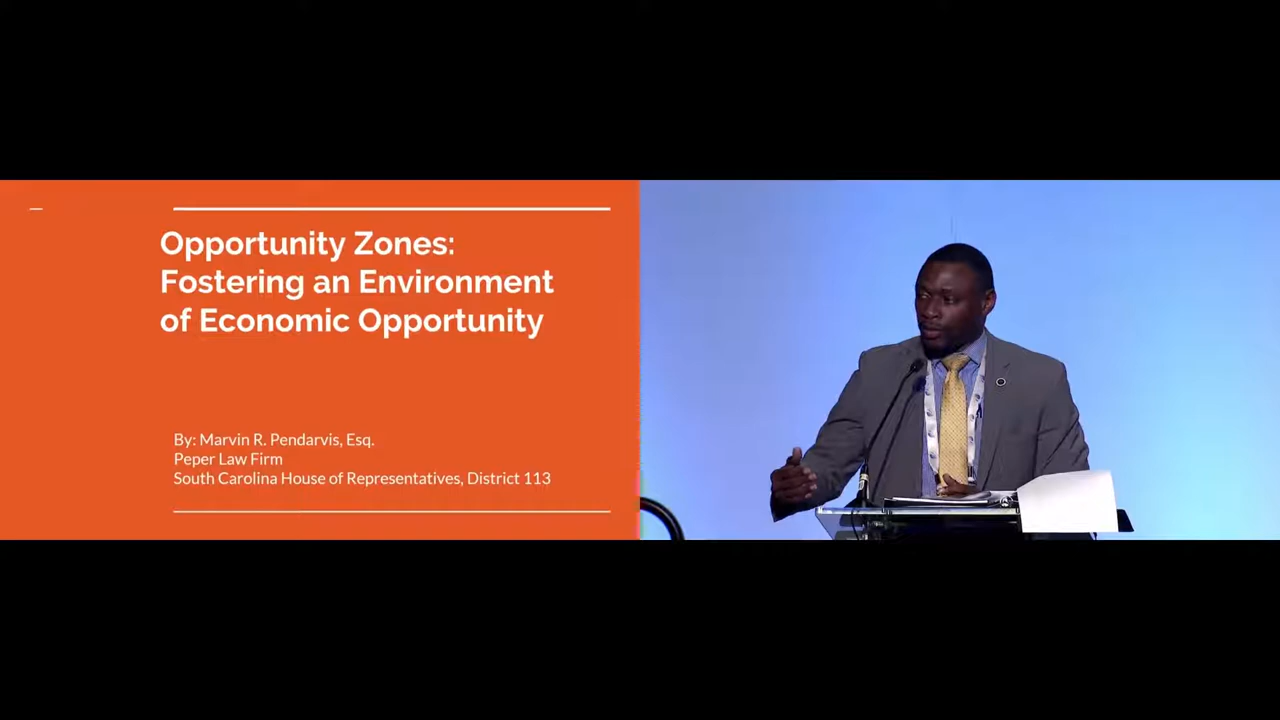 Opportunity Zones:
Fostering an Environment
of Economic Opportunity
By: Marvin R. Pendarvis, Esq.
Peper Law Firm
South Carolina House of Representatives, District 113